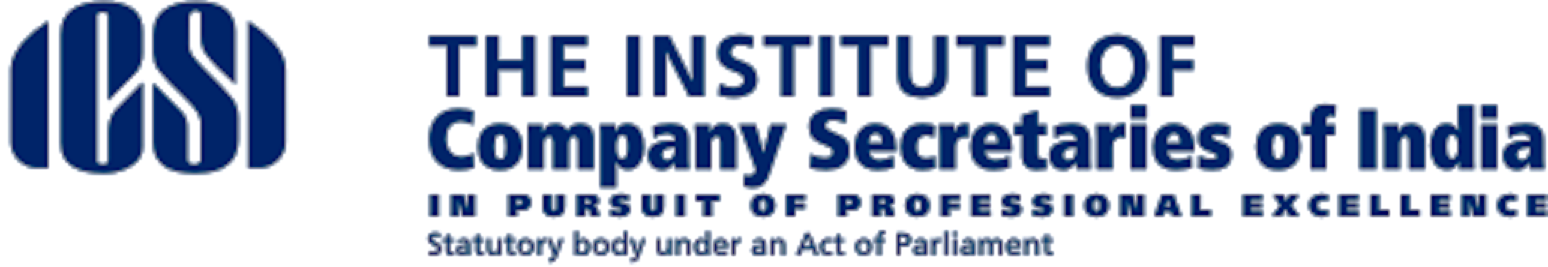 ICSI
THE INSTITUTE OF
Company Secretaries of India
IN PURSUIT OF PROFESSIONAL EXCELLENCE
Statutory body under an Act of Parliament